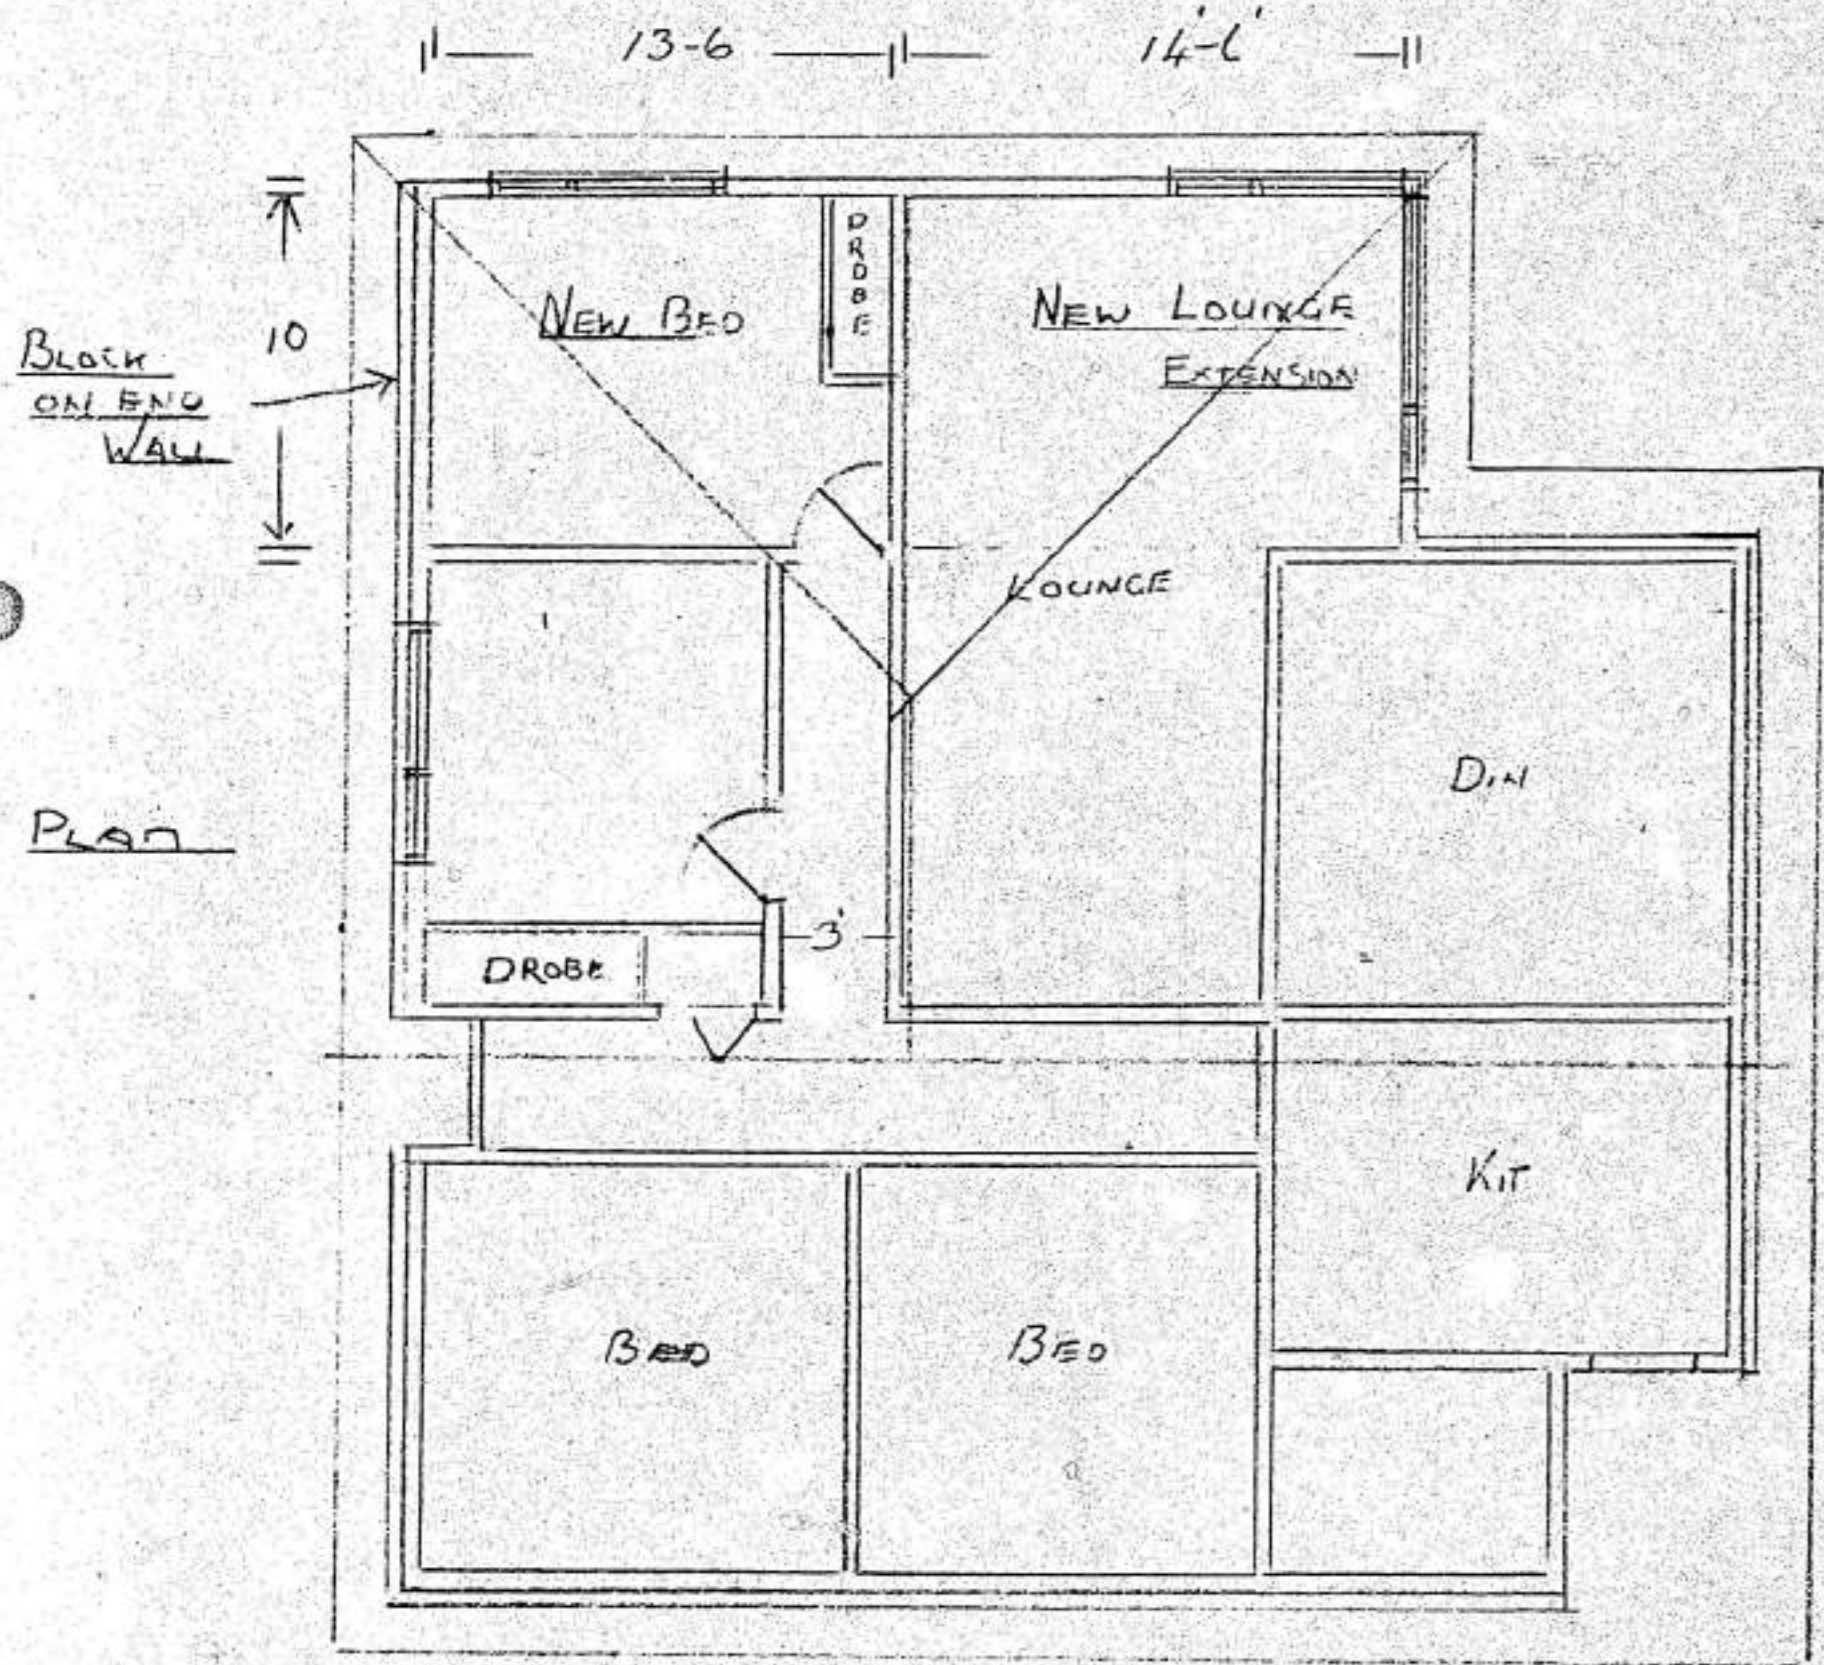 13-6
14'-6'
DROBE
NEW BED
NEW LOUNGE
EXTENSION
10
BLOCK
ON END
WALL
LOUNGE
DIN
PLAN
3'
DROBE
KIT
BED
BED